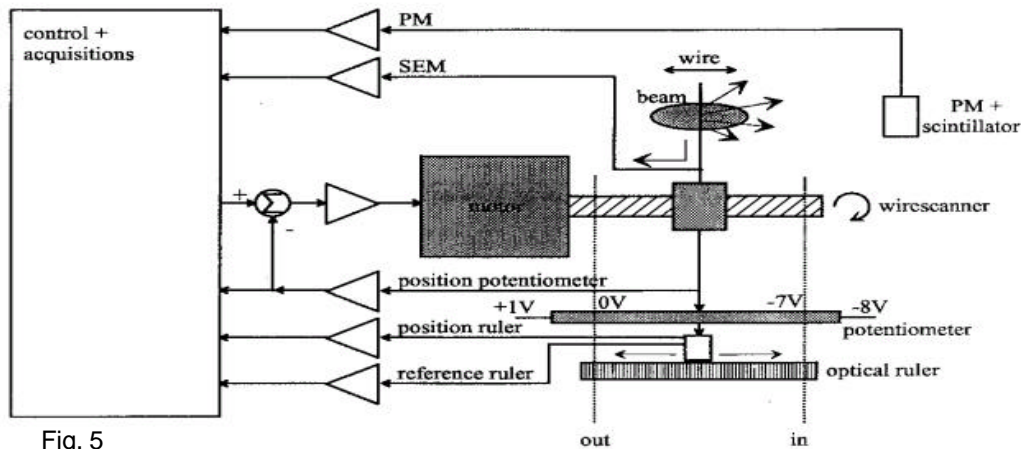 control +
acquisitions
PM
SEM
wire
beam
PM +
scintillator
+
Σ
-
motor
wirescanner
position potentiometer
+1V 0V -7V -8V
potentiometer
position ruler
reference ruler
optical ruler
out in
Fig. 5